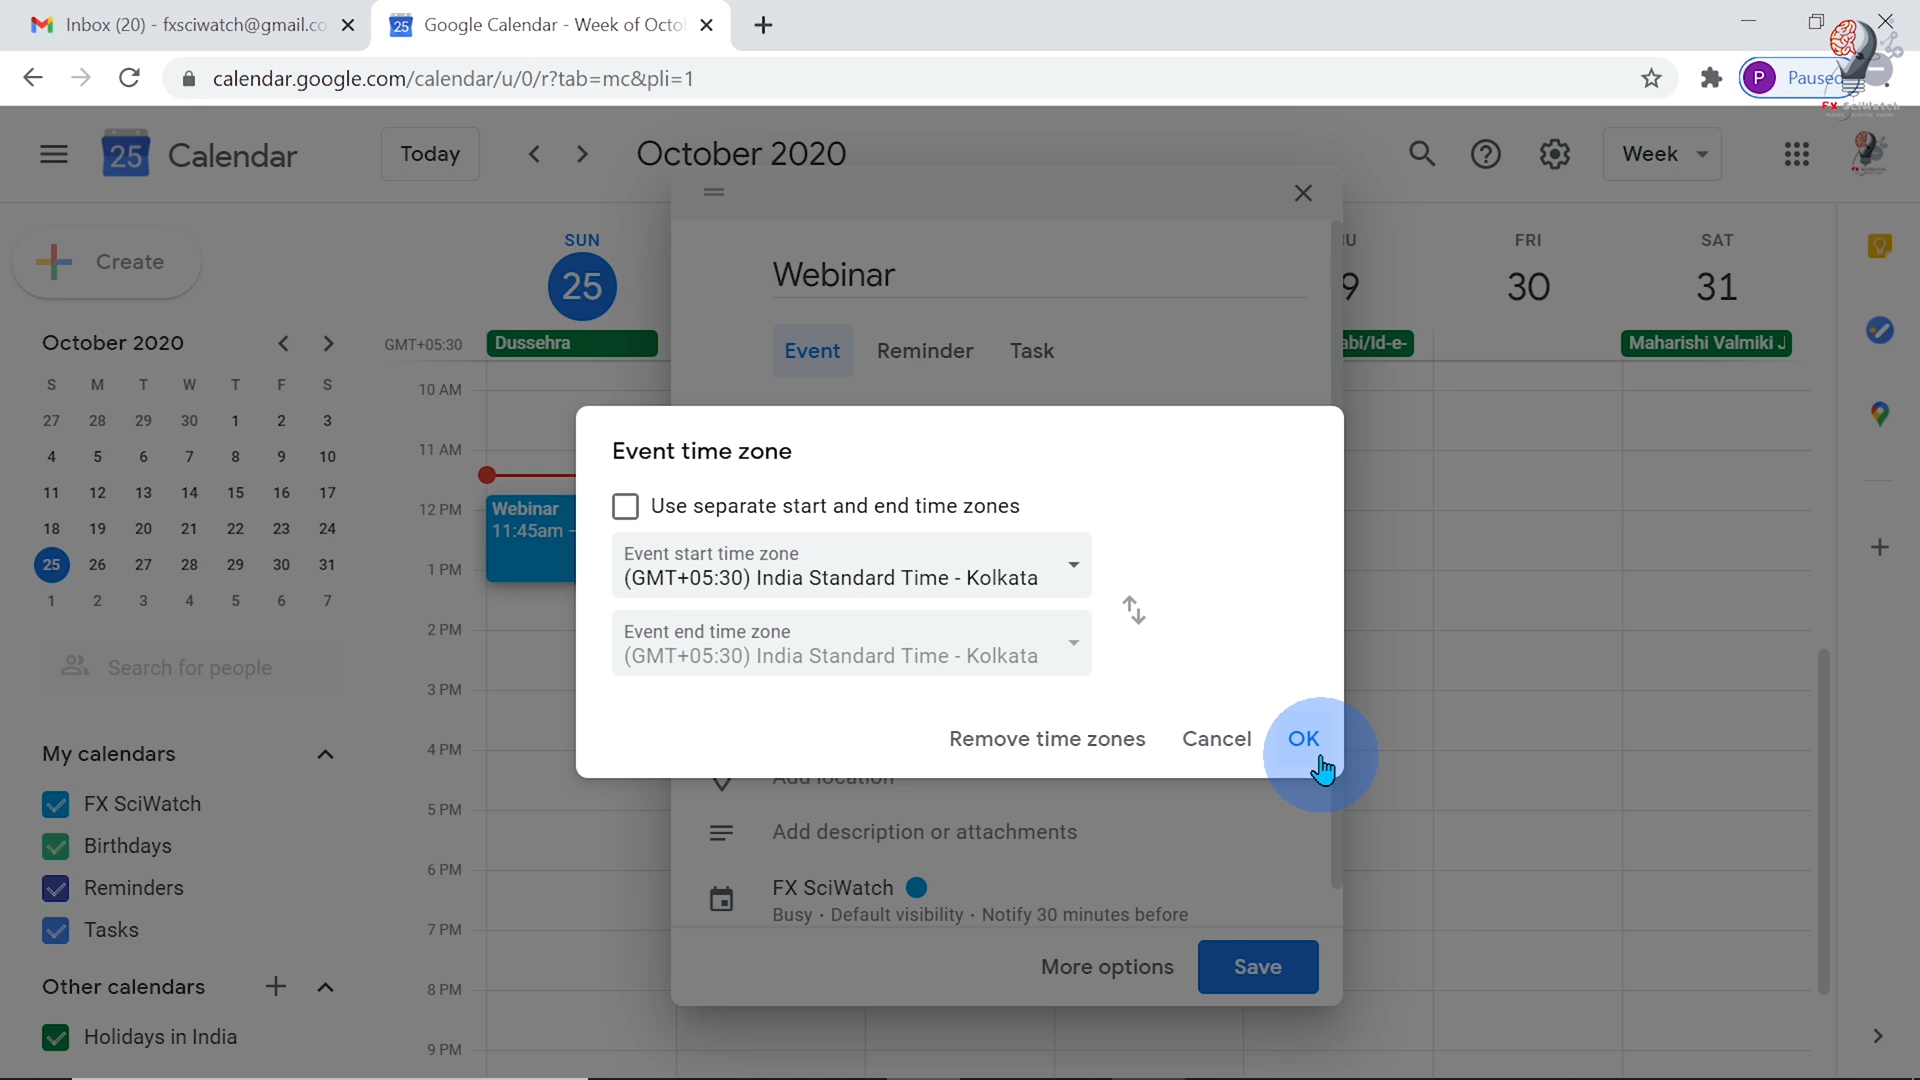 Inbox (20) - fxsciwatch@gmail.co
Google Calendar - Week of Octo
calendar.google.com/calendar/u/0/r?tab=mc&pli=1
P
Paused
FX SciWatch
25 Calendar
Today
October 2020
Week
Create
October 2020
S M T W T F S
27 28 29 30 1 2 3
4 5 6 7 8 9 10
11 12 13 14 15 16 17
18 19 20 21 22 23 24
25 26 27 28 29 30 31
1 2 3 4 5 6 7
Search for people
My calendars
FX SciWatch
Birthdays
Reminders
Tasks
Other calendars
Holidays in India
SUN
25
U
9
FRI
30
SAT
31
GMT+05:30
Dussehra
abi/Id-e-
Maharishi Valmiki J
10 AM
11 AM
12 PM
1 PM
2 PM
3 PM
4 PM
5 PM
6 PM
7 PM
8 PM
9 PM
Webinar
11:45am -
Webinar
Event Reminder Task
Event time zone
Use separate start and end time zones
Event start time zone
(GMT+05:30) India Standard Time - Kolkata
Event end time zone
(GMT+05:30) India Standard Time - Kolkata
Remove time zones Cancel OK
Add location
Add description or attachments
FX SciWatch
Busy · Default visibility · Notify 30 minutes before
More options Save